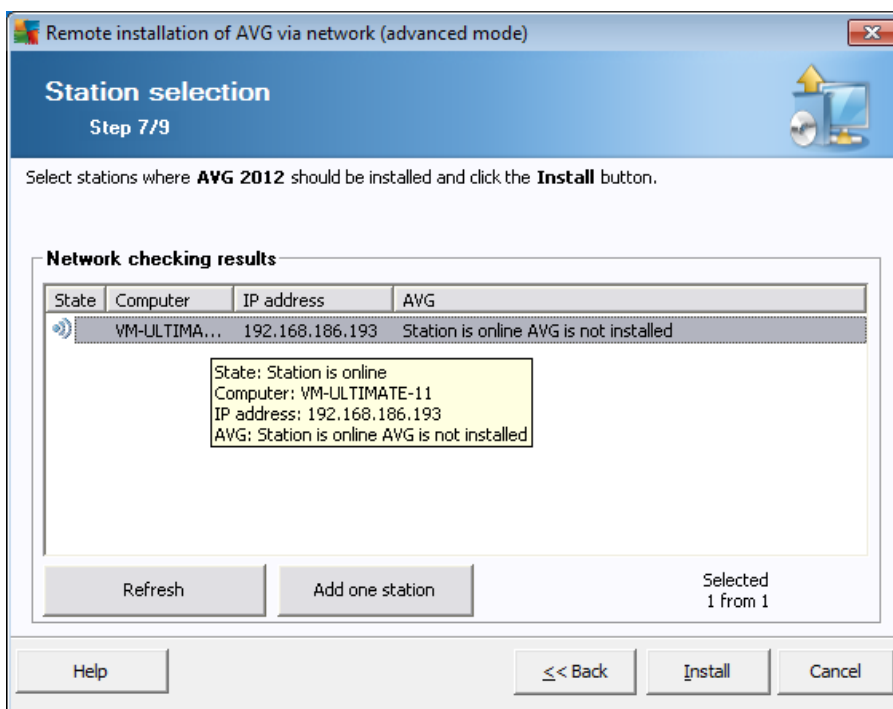 Remote installation of AVG via network (advanced mode)
Station selection
Step 7/9
Select stations where AVG 2012 should be installed and click the Install button.
Network checking results
State Computer IP address AVG
VM-ULTIMA... 192.168.186.193 Station is online AVG is not installed
State: Station is online
Computer: VM-ULTIMATE-11
IP address: 192.168.186.193
AVG: Station is online AVG is not installed
Refresh Add one station Selected
1 from 1
Help << Back Install Cancel